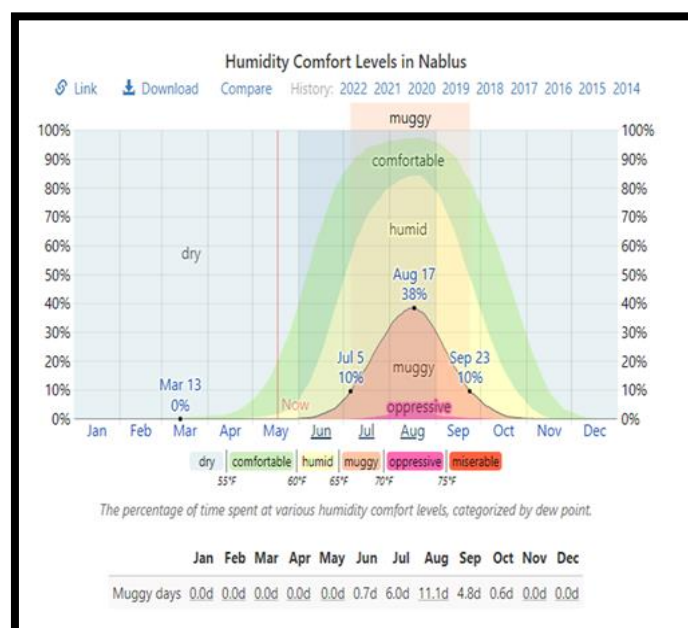 Humidity Comfort Levels in Nablus
Link Download Compare History: 2022 2021 2020 2019 2018 2017 2016 2015 2014
muggy
100% 100%
90% comfortable 90%
80% 80%
70% 70%
humid
60% dry 60%
50% Aug 17 50%
38%
40% 40%
30% 30%
Jul 5 Sep 23
20% 10% muggy 10% 20%
Mar 13
10% 0% 10%
Now oppressive
0% 0%
Jan Feb Mar Apr May Jun Jul Aug Sep Oct Nov Dec
dry comfortable humid muggy oppressive miserable
55°F 60°F 65°F 70°F 75°F
The percentage of time spent at various humidity comfort levels, categorized by dew point.
Jan Feb Mar Apr May Jun Jul Aug Sep Oct Nov Dec
Muggy days 0.0d 0.0d 0.0d 0.0d 0.0d 0.7d 6.0d 11.1d 4.8d 0.6d 0.0d 0.0d